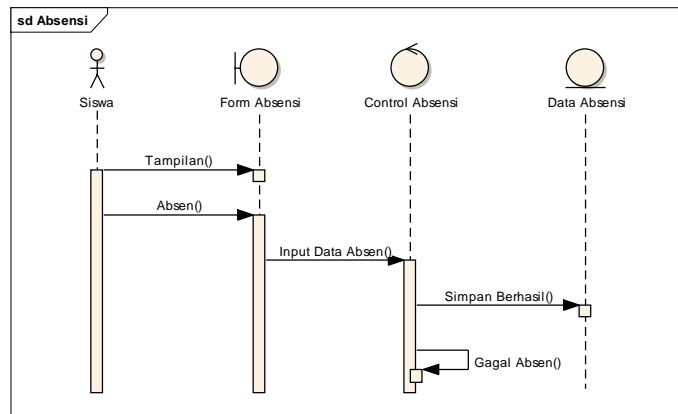 sd Absensi
Siswa
Form Absensi
Control Absensi
Data Absensi
Tampilan()
Absen()
Input Data Absen()
Simpan Berhasil()
Gagal Absen()